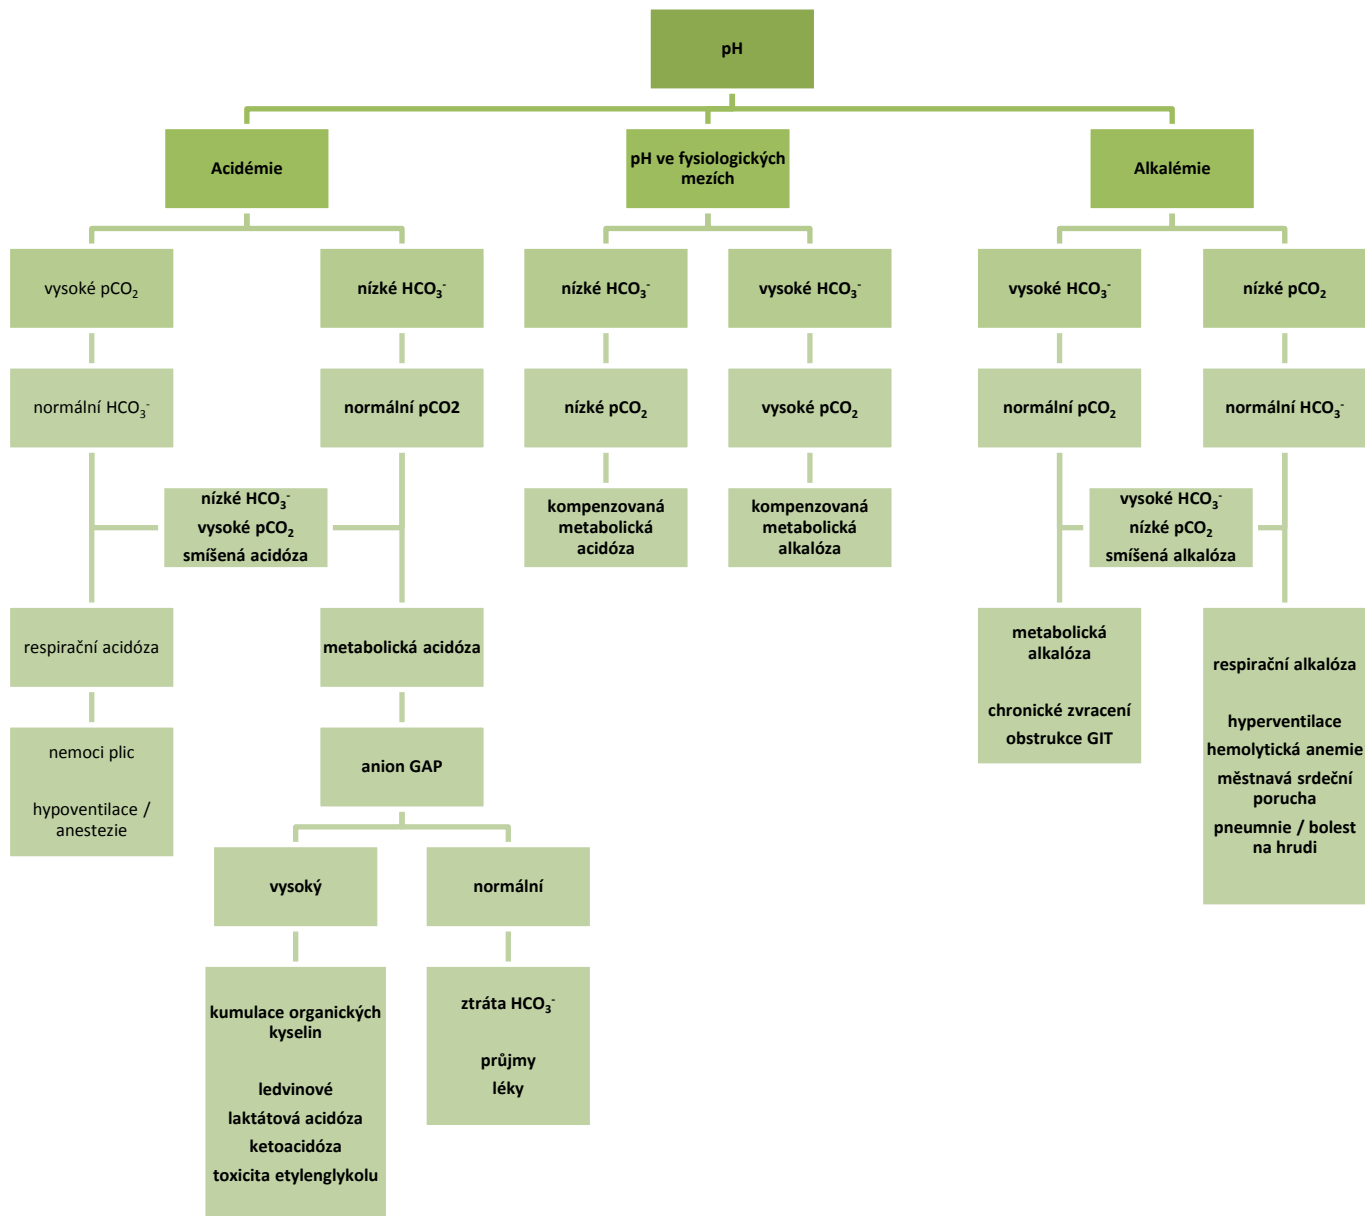 pH
Acidémie
pH ve fysiologických
mezích
Alkalémie
vysoké pCO₂
nízké HCO₃⁻
nízké HCO₃⁻
vysoké HCO₃⁻
vysoké HCO₃⁻
nízké pCO₂
normální HCO₃⁻
normální pCO2
nízké pCO₂
vysoké pCO₂
normální pCO₂
normální HCO₃⁻
nízké HCO₃⁻
vysoké pCO₂
smíšená acidóza
kompenzovaná
metabolická
acidóza
kompenzovaná
metabolická
alkalóza
vysoké HCO₃⁻
nízké pCO₂
smíšená alkalóza
respirační acidóza
metabolická acidóza
metabolická
alkalóza
chronické zvracení
obstrukce GIT
respirační alkalóza
hyperventilace
hemolytická anemie
městnavá srdeční
porucha
pneumnie / bolest
na hrudi
nemoci plic
hypoventilace /
anestezie
anion GAP
vysoký
normální
kumulace organických
kyselin
ledvinové
laktátová acidóza
ketoacidóza
toxicita etylenglykolu
ztráta HCO₃⁻
průjmy
léky